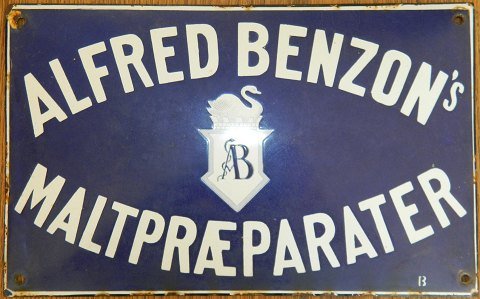 ALFRED BENZON's
AB
MALTPRÆPARATER
B